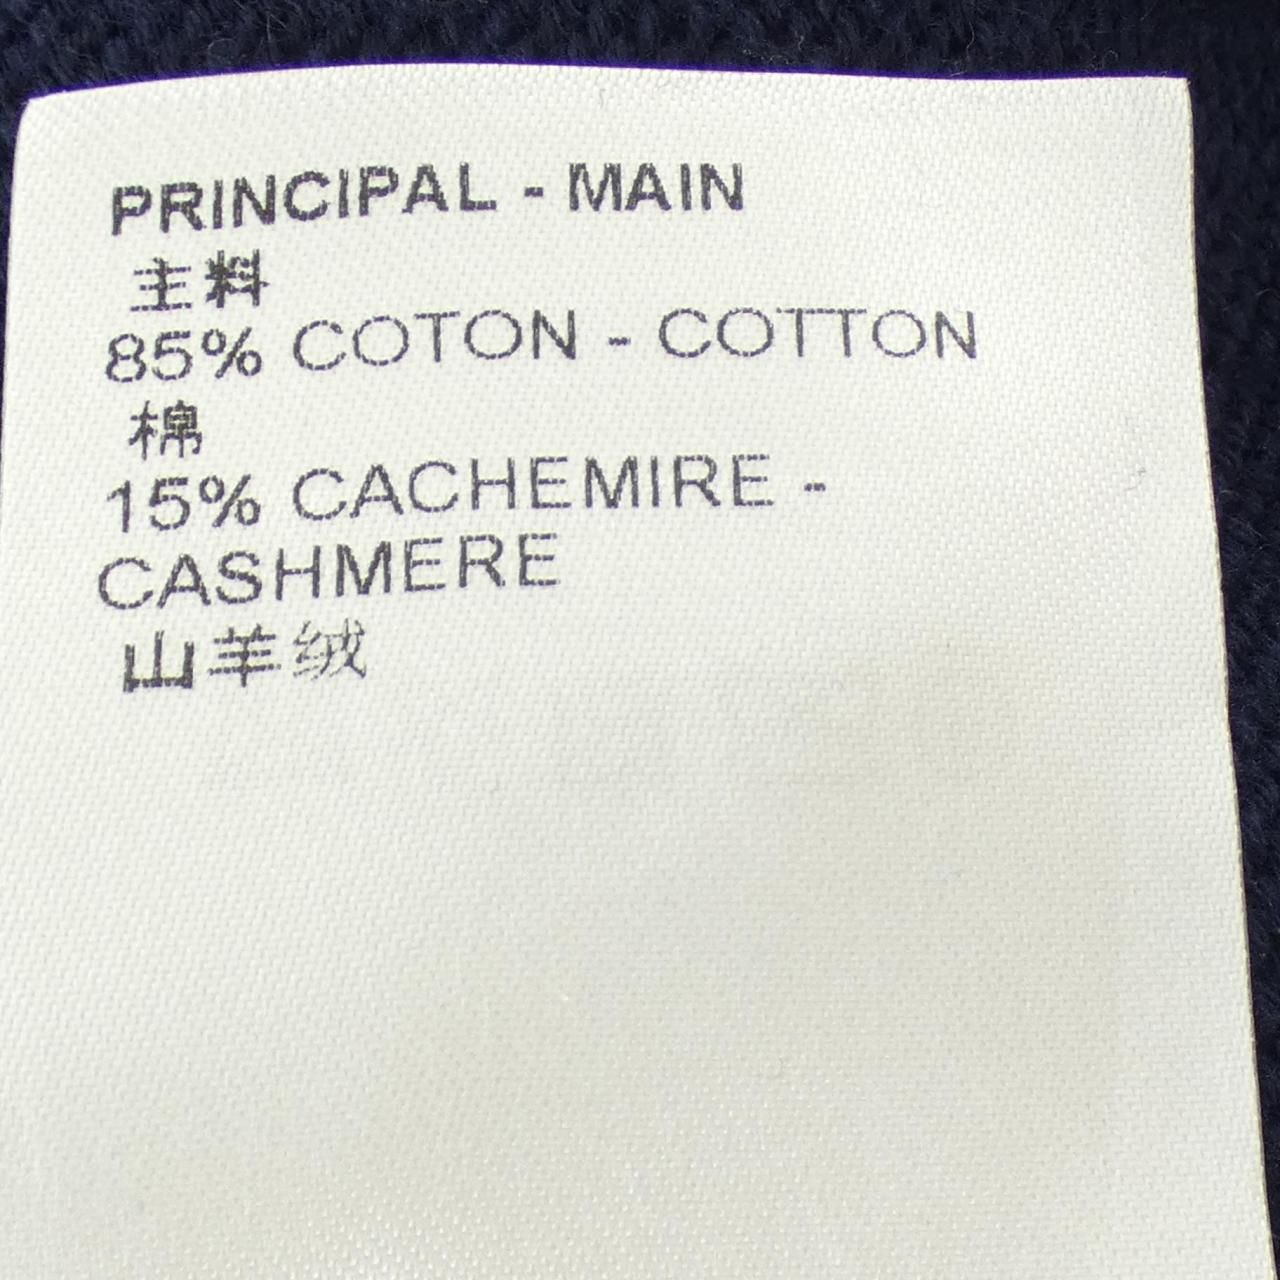 PRINCIPAL - MAIN
主料
85% COTON - COTTON
棉
15% CACHEMIRE -
CASHMERE
山羊绒